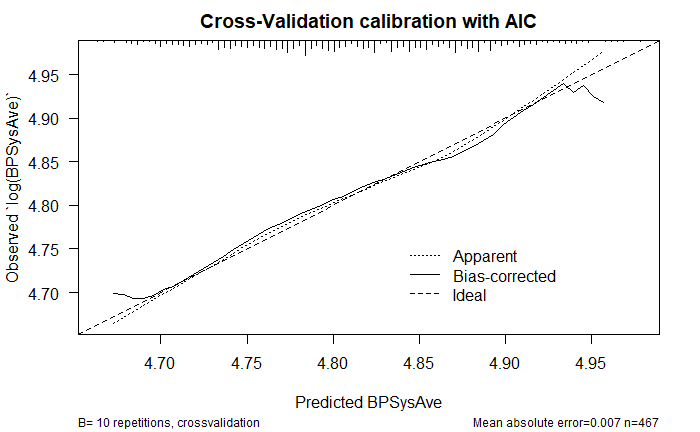 Cross-Validation calibration with AIC
Observed `log(BPSysAve)`
4.95
4.90
4.85
4.80
4.75
4.70
Apparent
Bias-corrected
Ideal
4.70 4.75 4.80 4.85 4.90 4.95
Predicted BPSysAve
B= 10 repetitions, crossvalidation
Mean absolute error=0.007 n=467